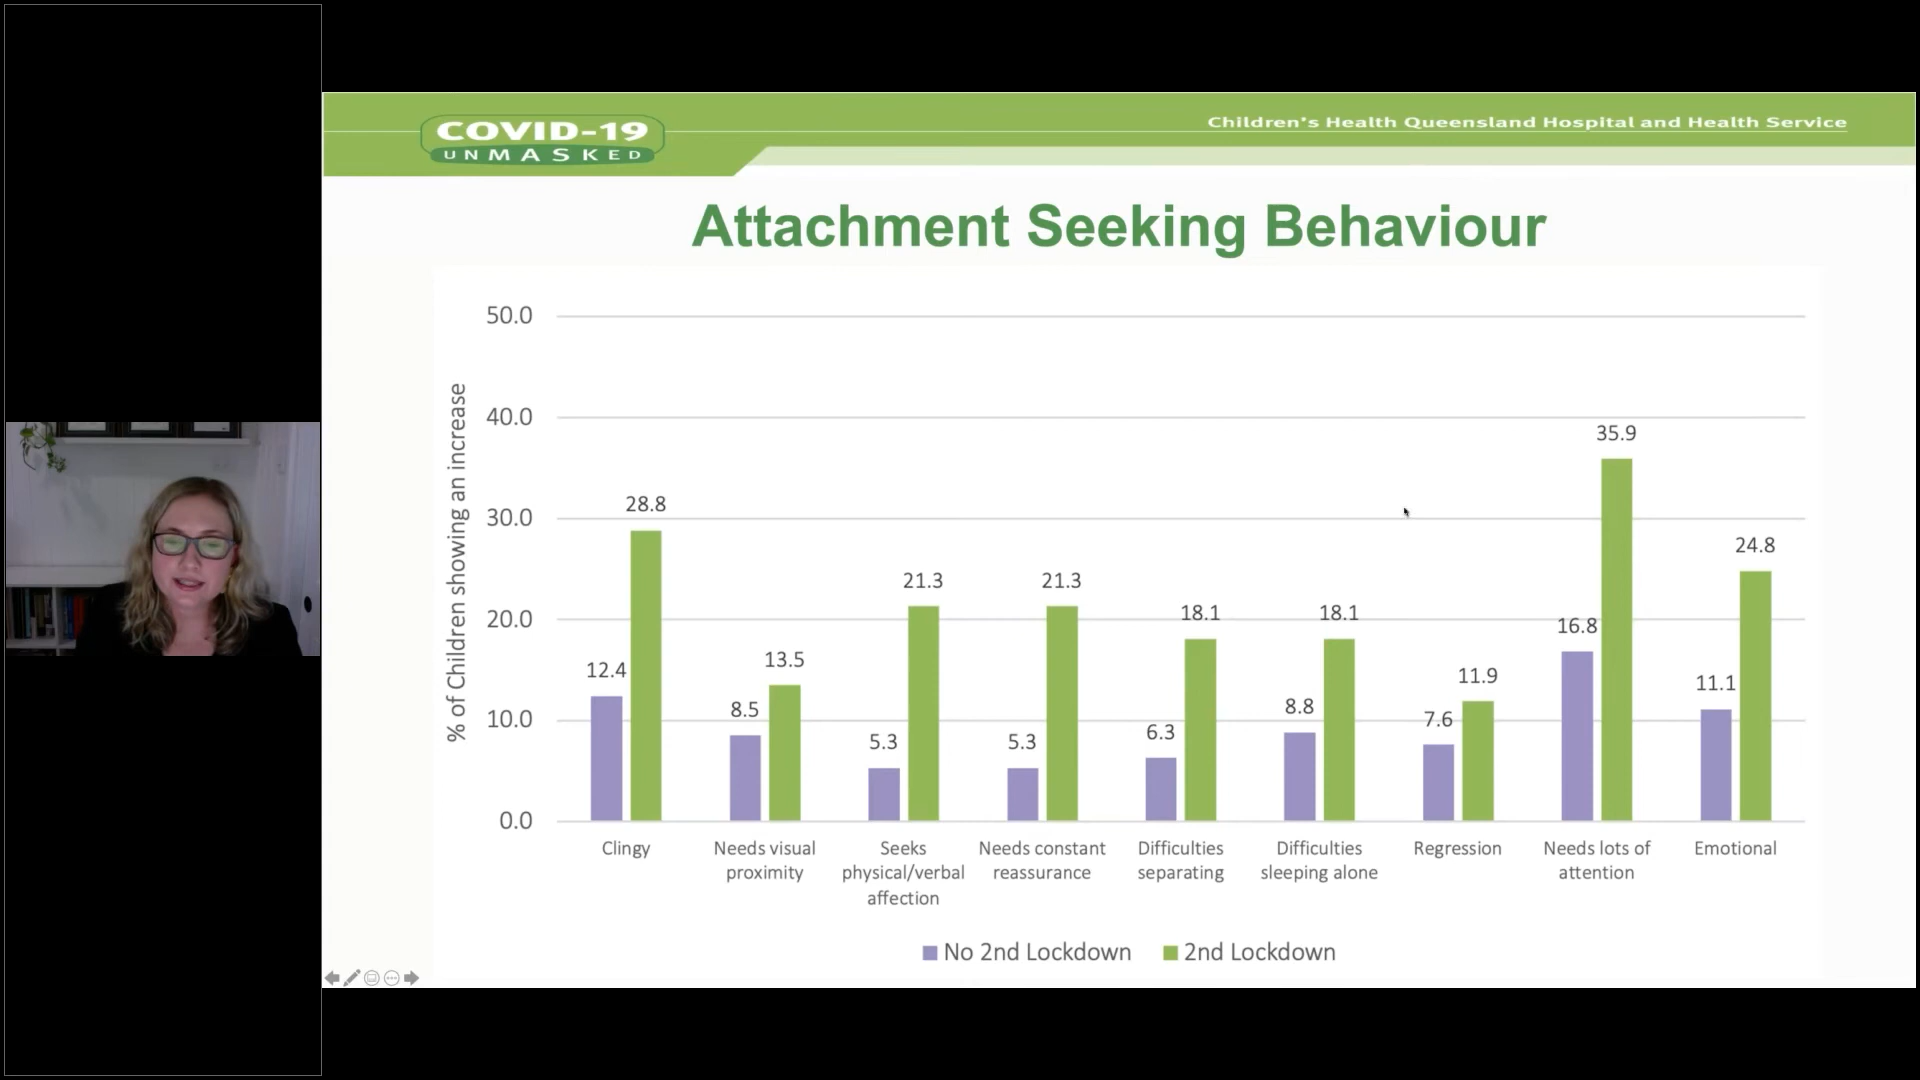 COVID-19
UNMASKED
Children's Health Queensland Hospital and Health Service
Attachment Seeking Behaviour
% of Children showing an increase
50.0
40.0
30.0
20.0
10.0
0.0
12.4
28.8
8.5
13.5
5.3
21.3
5.3
21.3
6.3
18.1
8.8
18.1
7.6
11.9
16.8
35.9
11.1
24.8
Clingy
Needs visual
proximity
Seeks
physical/verbal
affection
Needs constant
reassurance
Difficulties
separating
Difficulties
sleeping alone
Regression
Needs lots of
attention
Emotional
No 2nd Lockdown
2nd Lockdown